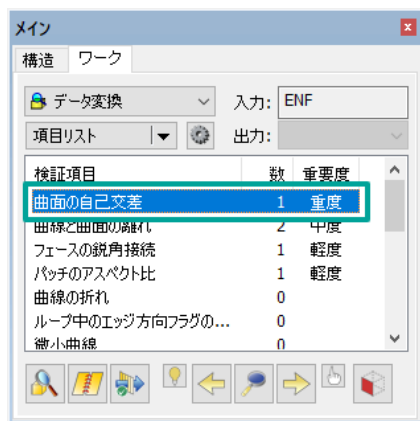 メイン
構造 ワーク
データ変換 入力: ENF
項目リスト 出力:
検証項目 数 重要度
曲面の自己交差 1 重度
曲線と曲面の離れ 2 中度
フェースの鋭角接続 1 軽度
パッチのアスペクト比 1 軽度
曲線の折れ 0
ループ中のエッジ方向フラグの... 0
微小曲線 0